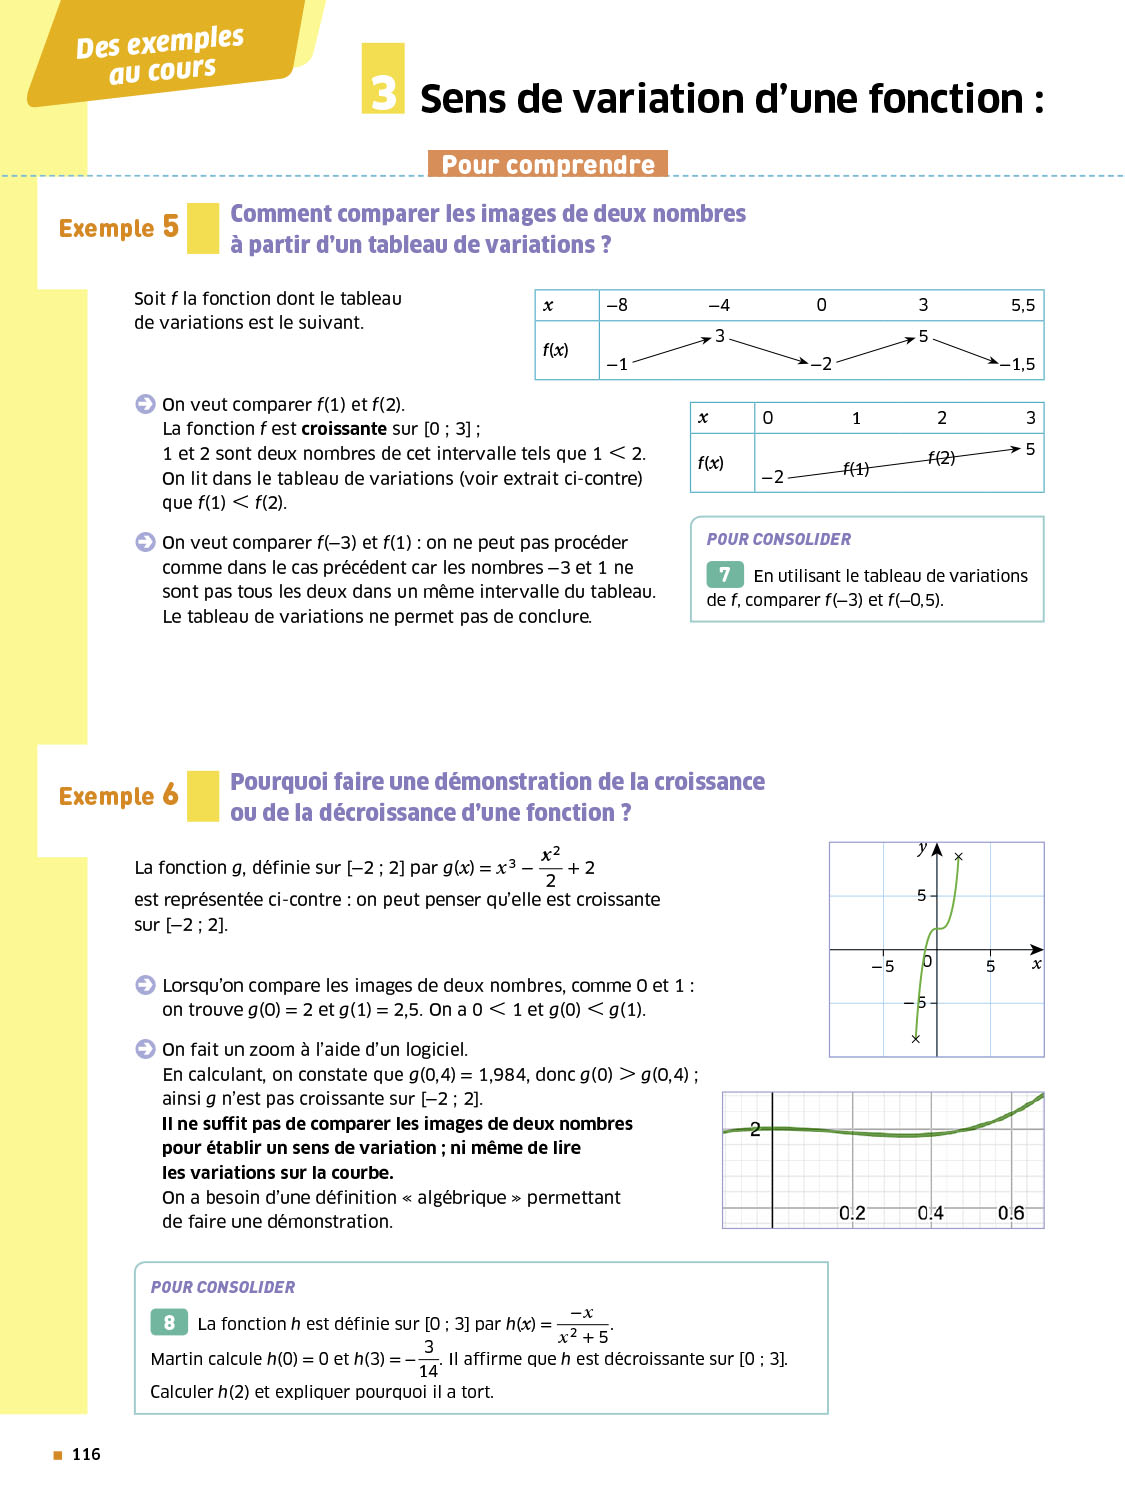 Des exemples
au cours
3 Sens de variation d’une fonction :
Pour comprendre
Exemple 5
Comment comparer les images de deux nombres
à partir d’un tableau de variations ?
Soit f la fonction dont le tableau
de variations est le suivant.
x –8 –4 0 3 5,5
f(x) –1 3 –2 5 –1,5
On veut comparer f(1) et f(2).
La fonction f est croissante sur [0 ; 3] ;
1 et 2 sont deux nombres de cet intervalle tels que 1 < 2.
On lit dans le tableau de variations (voir extrait ci-contre)
que f(1) < f(2).
x 0 1 2 3
f(x) –2 f(1) f(2) 5
On veut comparer f(–3) et f(1) : on ne peut pas procéder
comme dans le cas précédent car les nombres –3 et 1 ne
sont pas tous les deux dans un même intervalle du tableau.
Le tableau de variations ne permet pas de conclure.
POUR CONSOLIDER
7 En utilisant le tableau de variations
de f, comparer f(–3) et f(–0,5).
Exemple 6
Pourquoi faire une démonstration de la croissance
ou de la décroissance d’une fonction ?
La fonction g, définie sur [–2 ; 2] par g(x) = x³ – x²/2 + 2
est représentée ci-contre : on peut penser qu’elle est croissante
sur [–2 ; 2].
y
5
–5 0 5 x
–5
Lorsqu’on compare les images de deux nombres, comme 0 et 1 :
on trouve g(0) = 2 et g(1) = 2,5. On a 0 < 1 et g(0) < g(1).
On fait un zoom à l’aide d’un logiciel.
En calculant, on constate que g(0,4) = 1,984, donc g(0) > g(0,4) ;
ainsi g n’est pas croissante sur [–2 ; 2].
Il ne suffit pas de comparer les images de deux nombres
pour établir un sens de variation ; ni même de lire
les variations sur la courbe.
On a besoin d’une définition « algébrique » permettant
de faire une démonstration.
2
0.2 0.4 0.6
POUR CONSOLIDER
8 La fonction h est définie sur [0 ; 3] par h(x) = –x/(x² + 5).
Martin calcule h(0) = 0 et h(3) = –3/14. Il affirme que h est décroissante sur [0 ; 3].
Calculer h(2) et expliquer pourquoi il a tort.
116